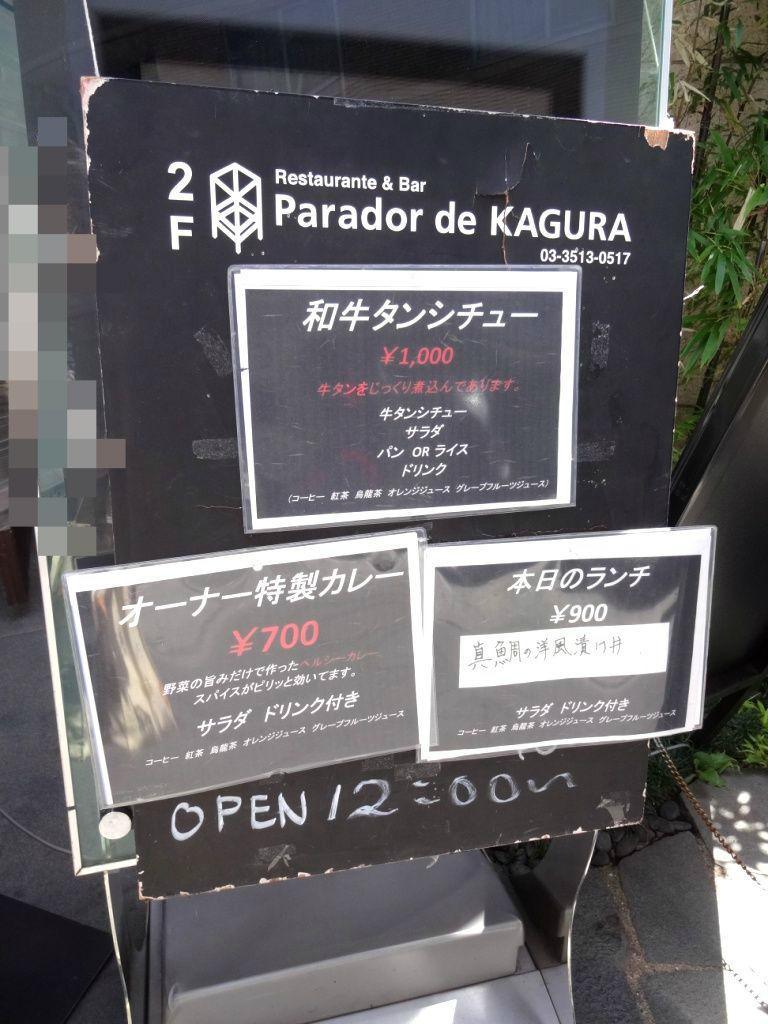 2F
Restaurante & Bar
Parador de KAGURA
03-3513-0517
和牛タンシチュー
￥1,000
牛タンをじっくり煮込んであります。
牛タンシチュー
サラダ
パン OR ライス
ドリンク
(コーヒー 紅茶 烏龍茶 オレンジジュース グレープフルーツジュース)
オーナー特製カレー
￥700
野菜の旨みだけで作ったヘルシーカレー。
スパイスがピリッと効いてます。
サラダ ドリンク付き
コーヒー 紅茶 烏龍茶 オレンジジュース グレープフルーツジュース
本日のランチ
￥900
真鯛の洋風漬け丼
サラダ ドリンク付き
コーヒー 紅茶 烏龍茶 オレンジジュース グレープフルーツジュース
OPEN 12:00〜